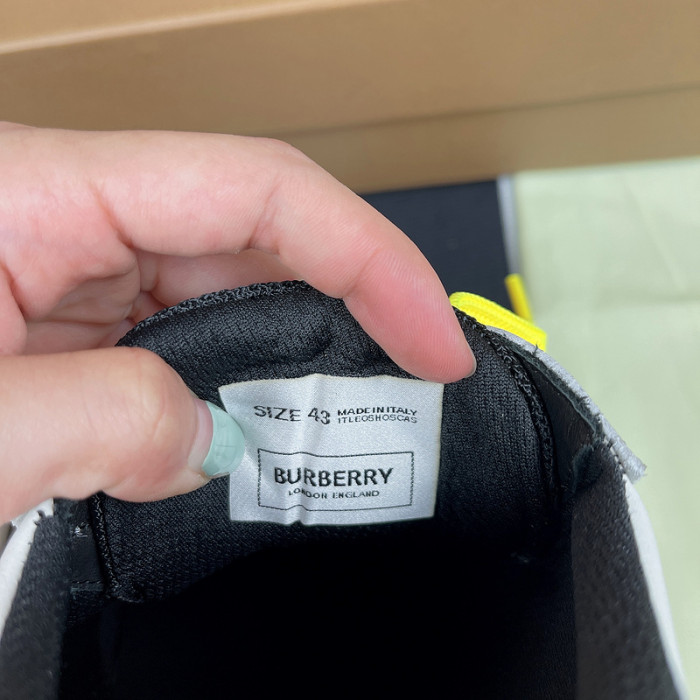 SIZE 43 MADE IN ITALY
ITLEOSHOSCAS
BURBERRY
LONDON ENGLAND